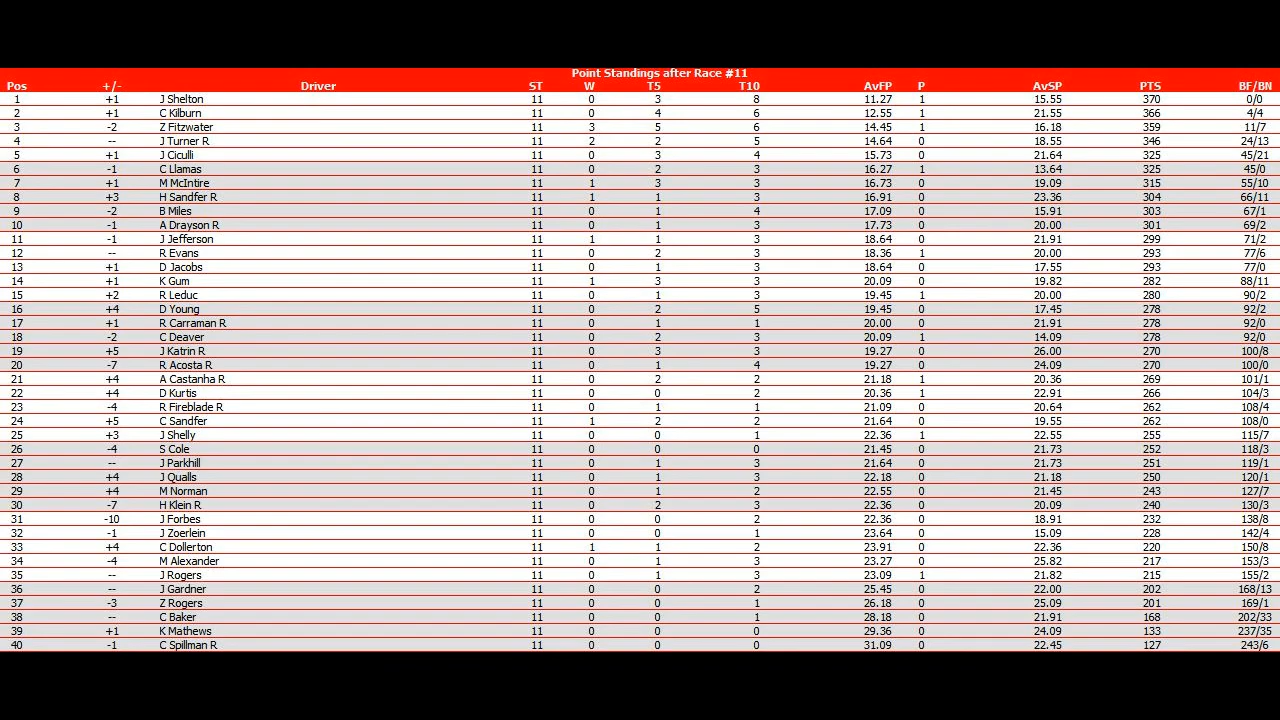 Point Standings after Race #11
Pos +/- Driver ST W T5 T10 AvFP P AvSP PTS BF/BN
1 +1 J Shelton 11 0 3 8 11.27 1 15.55 370 0/0
2 +1 C Kilburn 11 0 4 6 12.55 1 21.55 366 4/4
3 -2 Z Fitzwater 11 3 5 6 14.45 1 16.18 359 11/7
4 -- J Turner R 11 2 2 5 14.64 0 18.55 346 24/13
5 +1 J Ciculli 11 0 3 4 15.73 0 21.64 325 45/21
6 -1 C Llamas 11 0 2 3 16.27 1 13.64 325 45/0
7 +1 M McIntire 11 1 3 3 16.73 0 19.09 315 55/10
8 +3 H Sandfer R 11 1 1 3 16.91 0 23.36 304 66/11
9 -2 B Miles 11 0 1 4 17.09 0 15.91 303 67/1
10 -1 A Drayson R 11 0 1 3 17.73 0 20.00 301 69/2
11 -1 J Jefferson 11 1 1 3 18.64 0 21.91 299 71/2
12 -- R Evans 11 0 2 3 18.36 1 20.00 293 77/6
13 +1 D Jacobs 11 0 1 3 18.64 0 17.55 293 77/0
14 +1 K Gum 11 1 3 3 20.09 0 19.82 282 88/11
15 +2 R Leduc 11 0 1 3 19.45 1 20.00 280 90/2
16 +4 D Young 11 0 2 5 19.45 0 17.45 278 92/2
17 +1 R Carraman R 11 0 1 1 20.00 0 21.91 278 92/0
18 -2 C Deaver 11 0 2 3 20.09 1 14.09 278 92/0
19 +5 J Katrin R 11 0 3 3 19.27 0 26.00 270 100/8
20 -7 R Acosta R 11 0 1 4 19.27 0 24.09 270 100/0
21 +4 A Castanha R 11 0 2 2 21.18 1 20.36 269 101/1
22 +4 D Kurtis 11 0 0 2 20.36 1 22.91 266 104/3
23 -4 R Fireblade R 11 0 1 1 21.09 0 20.64 262 108/4
24 +5 C Sandfer 11 1 2 2 21.64 0 19.55 262 108/0
25 +3 J Shelly 11 0 0 1 22.36 1 22.55 255 115/7
26 -4 S Cole 11 0 0 0 21.45 0 21.73 252 118/3
27 -- J Parkhill 11 0 1 3 21.64 0 21.73 251 119/1
28 +4 J Qualls 11 0 1 3 22.18 0 21.18 250 120/1
29 +4 M Norman 11 0 1 2 22.55 0 21.45 243 127/7
30 -7 H Klein R 11 0 2 3 22.36 0 20.09 240 130/3
31 -10 J Forbes 11 0 0 2 22.36 0 18.91 232 138/8
32 -1 J Zoerlein 11 0 0 1 23.64 0 15.09 228 142/4
33 +4 C Dollerton 11 1 1 2 23.91 0 22.36 220 150/8
34 -4 M Alexander 11 0 1 3 23.27 0 25.82 217 153/3
35 -- J Rogers 11 0 1 3 23.09 1 21.82 215 155/2
36 -- J Gardner 11 0 0 2 25.45 0 22.00 202 168/13
37 -3 Z Rogers 11 0 0 1 26.18 0 25.09 201 169/1
38 -- C Baker 11 0 0 1 28.18 0 21.91 168 202/33
39 +1 K Mathews 11 0 0 0 29.36 0 24.09 133 237/35
40 -1 C Spillman R 11 0 0 0 31.09 0 22.45 127 243/6